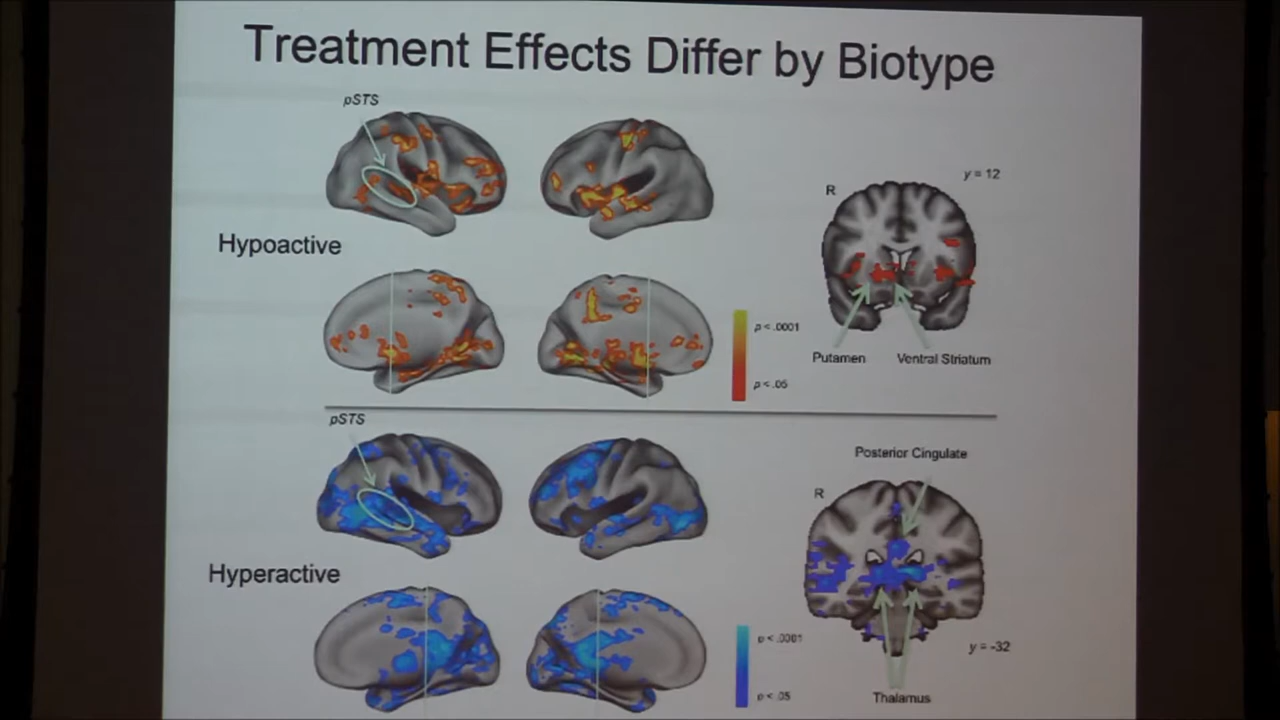 Treatment Effects Differ by Biotype
pSTS
y = 12
R
Hypoactive
p < .0001
Putamen
Ventral Striatum
p < .05
pSTS
Posterior Cingulate
R
Hyperactive
p < .0001
y = -32
p < .05
Thalamus